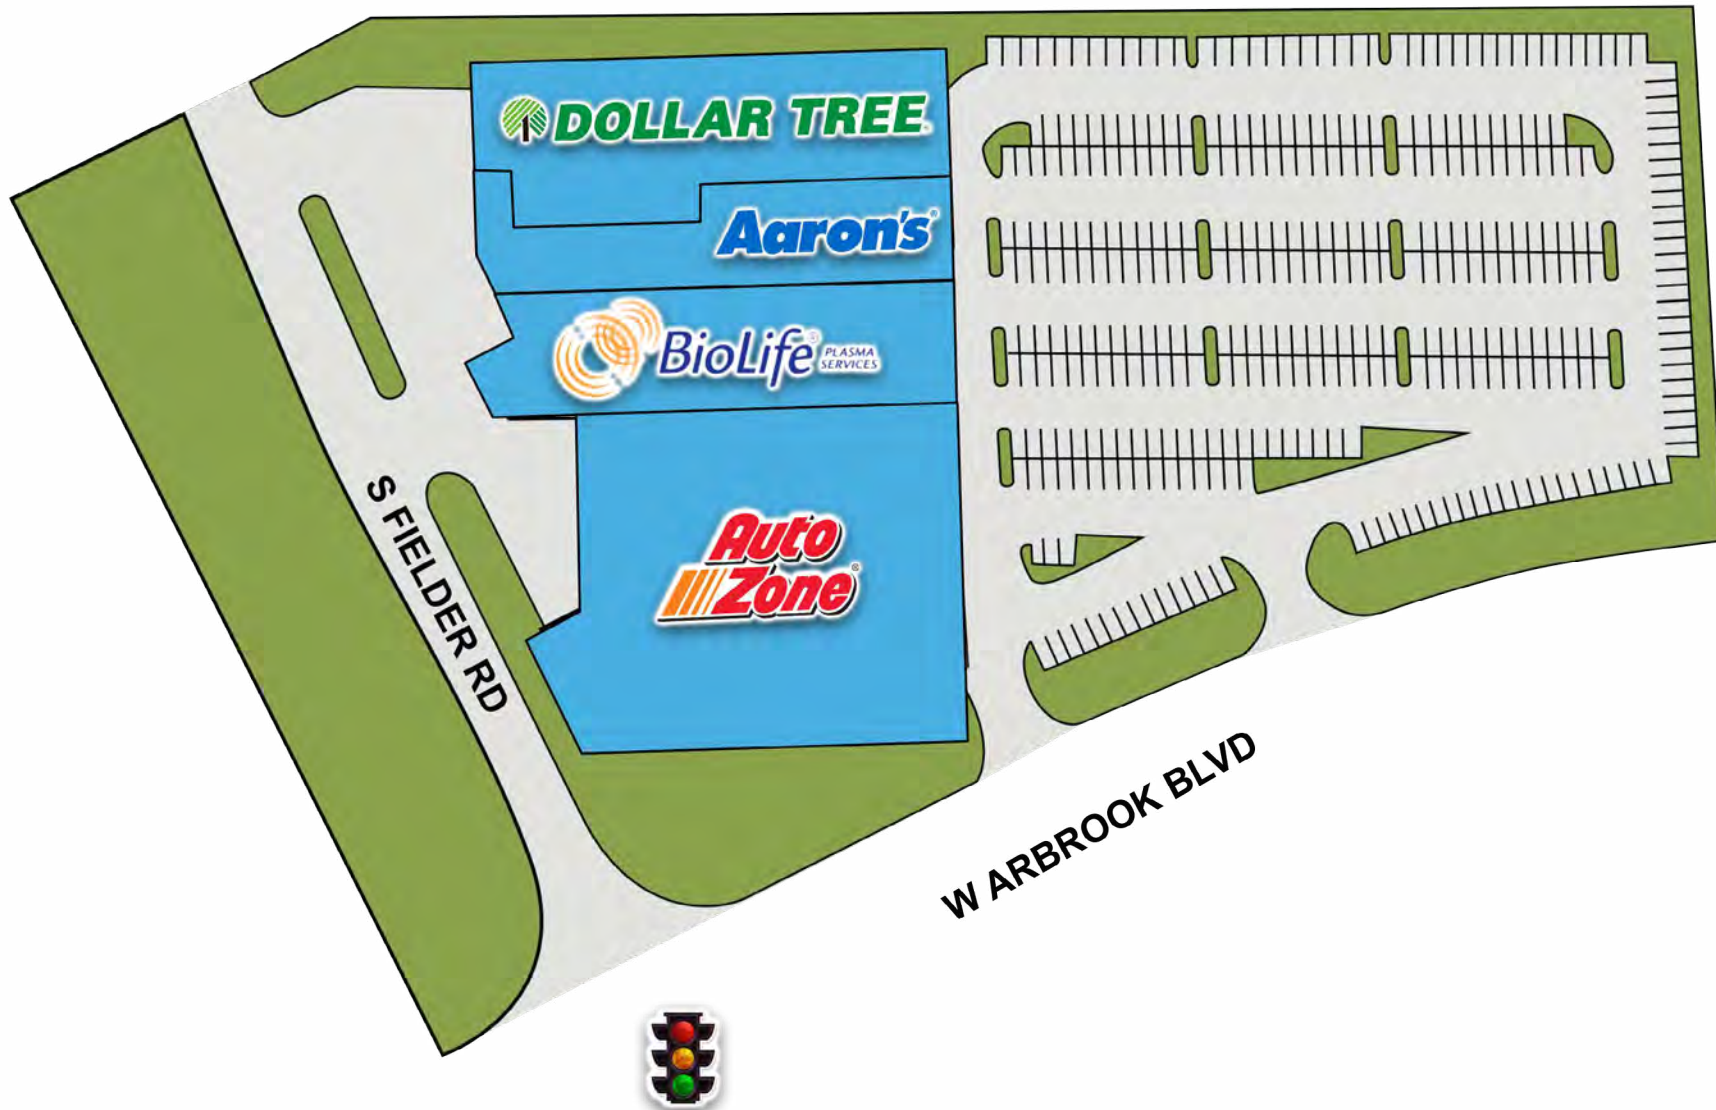 DOLLAR TREE
Aaron's®
BioLife® PLASMA
SERVICES
Auto
Zone®
S FIELDER RD
W ARBROOK BLVD